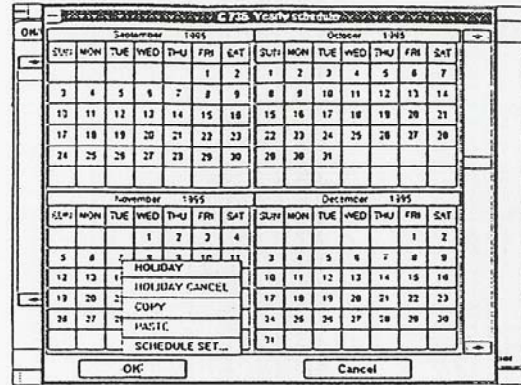 C 735 Yearly schedule
September 1995
October 1995
SUN MON TUE WED THU FRI SAT
SUN MON TUE WED THU FRI SAT
1 2
1 2 3 4 5 6 7
3 4 5 6 7 8 9
8 9 10 11 12 13 14
10 11 12 13 14 15 16
15 16 17 18 19 20 21
17 18 19 20 21 22 23
22 23 24 25 26 27 28
24 25 26 27 28 29 30
29 30 31
November 1995
December 1995
SUN MON TUE WED THU FRI SAT
SUN MON TUE WED THU FRI SAT
1 2 3 4
1 2
5 6 7 8 9 10 11
3 4 5 6 7 8 9
12 13
10 11 12 13 14 15 16
19 20
17 18 19 20 21 22 23
26 27
24 25 26 27 28 29 30
31
HOLIDAY
HOLIDAY CANCEL
COPY
PASTE
SCHEDULE SET...
OK
Cancel